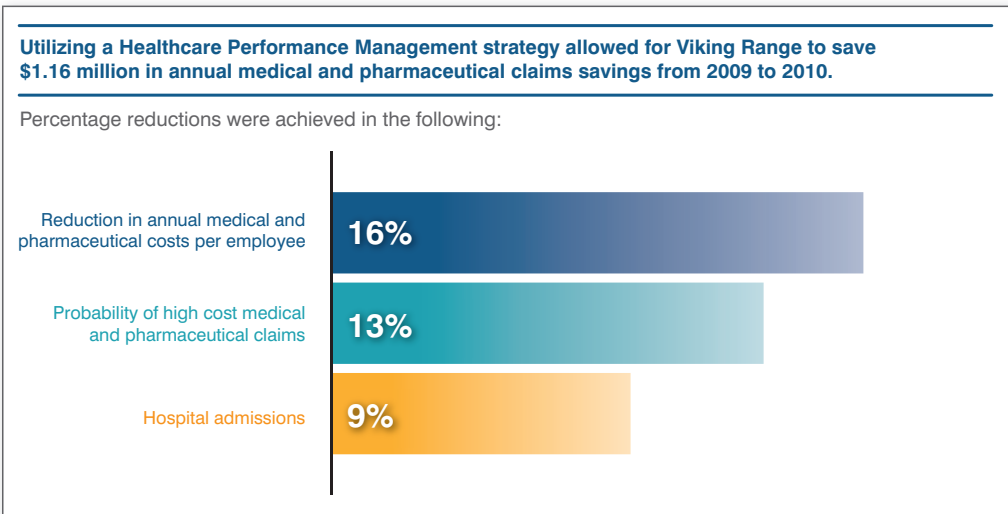 Utilizing a Healthcare Performance Management strategy allowed for Viking Range to save
$1.16 million in annual medical and pharmaceutical claims savings from 2009 to 2010.
Percentage reductions were achieved in the following:
Reduction in annual medical and
pharmaceutical costs per employee
16%
Probability of high cost medical
and pharmaceutical claims
13%
Hospital admissions
9%